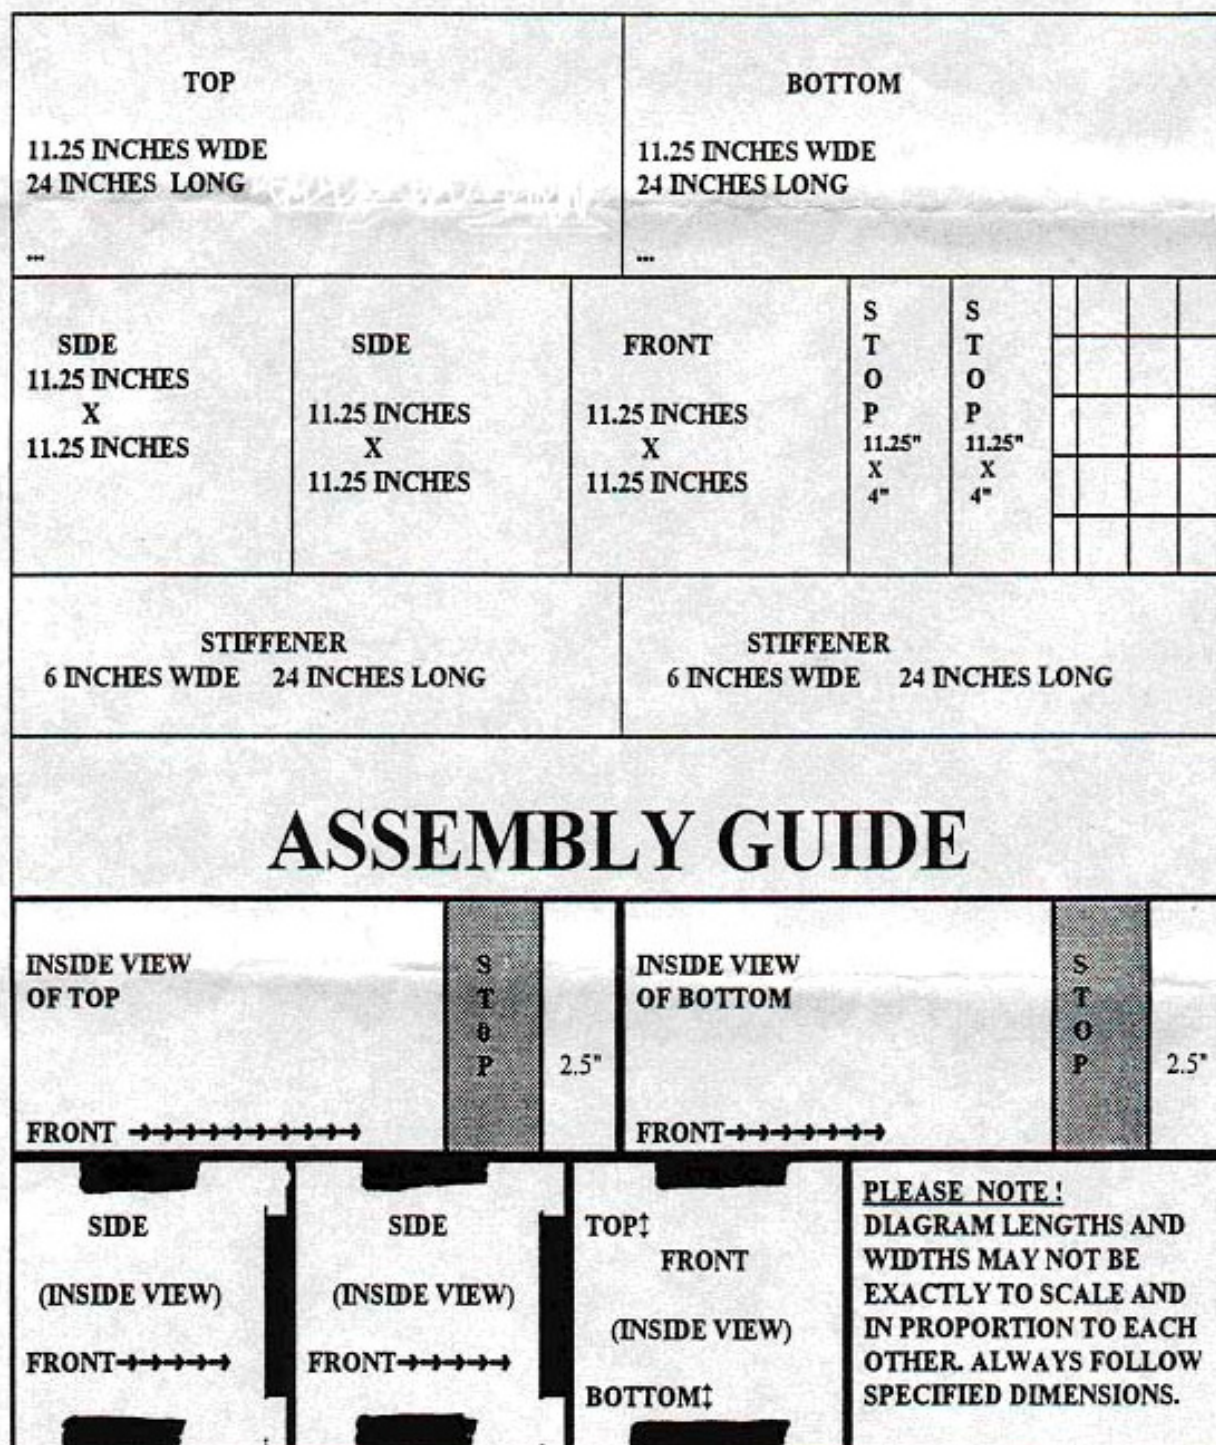 TOP
11.25 INCHES WIDE
24 INCHES LONG
...
BOTTOM
11.25 INCHES WIDE
24 INCHES LONG
...
SIDE
11.25 INCHES
X
11.25 INCHES
SIDE
11.25 INCHES
X
11.25 INCHES
FRONT
11.25 INCHES
X
11.25 INCHES
S
T
O
P
11.25"
X
4"
S
T
O
P
11.25"
X
4"
STIFFENER
6 INCHES WIDE 24 INCHES LONG
STIFFENER
6 INCHES WIDE 24 INCHES LONG
ASSEMBLY GUIDE
INSIDE VIEW
OF TOP
FRONT
S
T
O
P
2.5"
INSIDE VIEW
OF BOTTOM
FRONT
S
T
O
P
2.5"
SIDE
(INSIDE VIEW)
FRONT
SIDE
(INSIDE VIEW)
FRONT
TOP↕
FRONT
(INSIDE VIEW)
BOTTOM↕
PLEASE NOTE !
DIAGRAM LENGTHS AND
WIDTHS MAY NOT BE
EXACTLY TO SCALE AND
IN PROPORTION TO EACH
OTHER. ALWAYS FOLLOW
SPECIFIED DIMENSIONS.